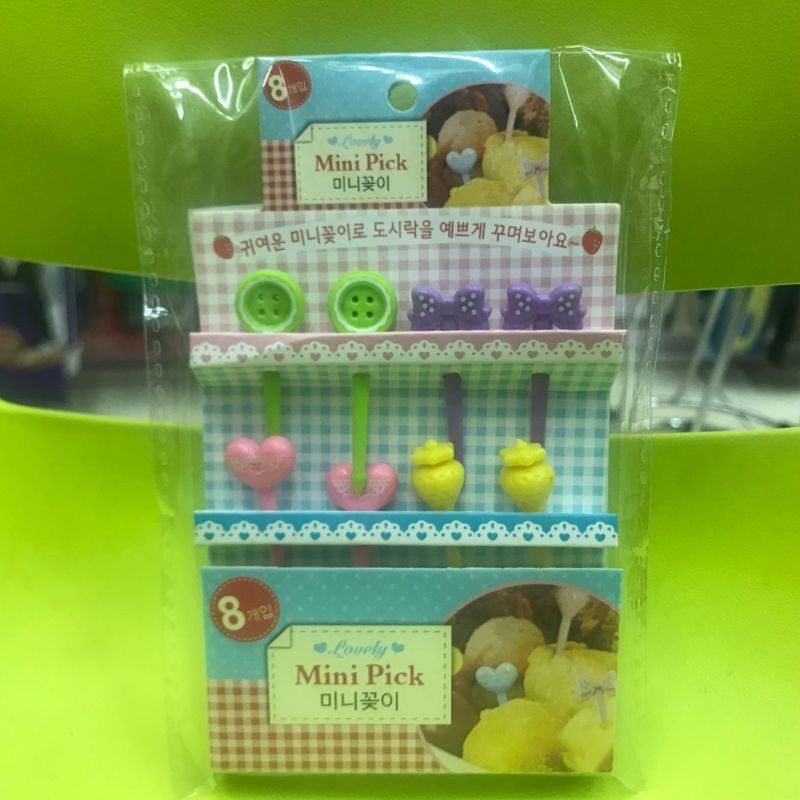 8개입
Lovely
Mini Pick
미니꽂이
귀여운 미니꽂이로 도시락을 예쁘게 꾸며보아요~
8개입
Lovely
Mini Pick
미니꽂이